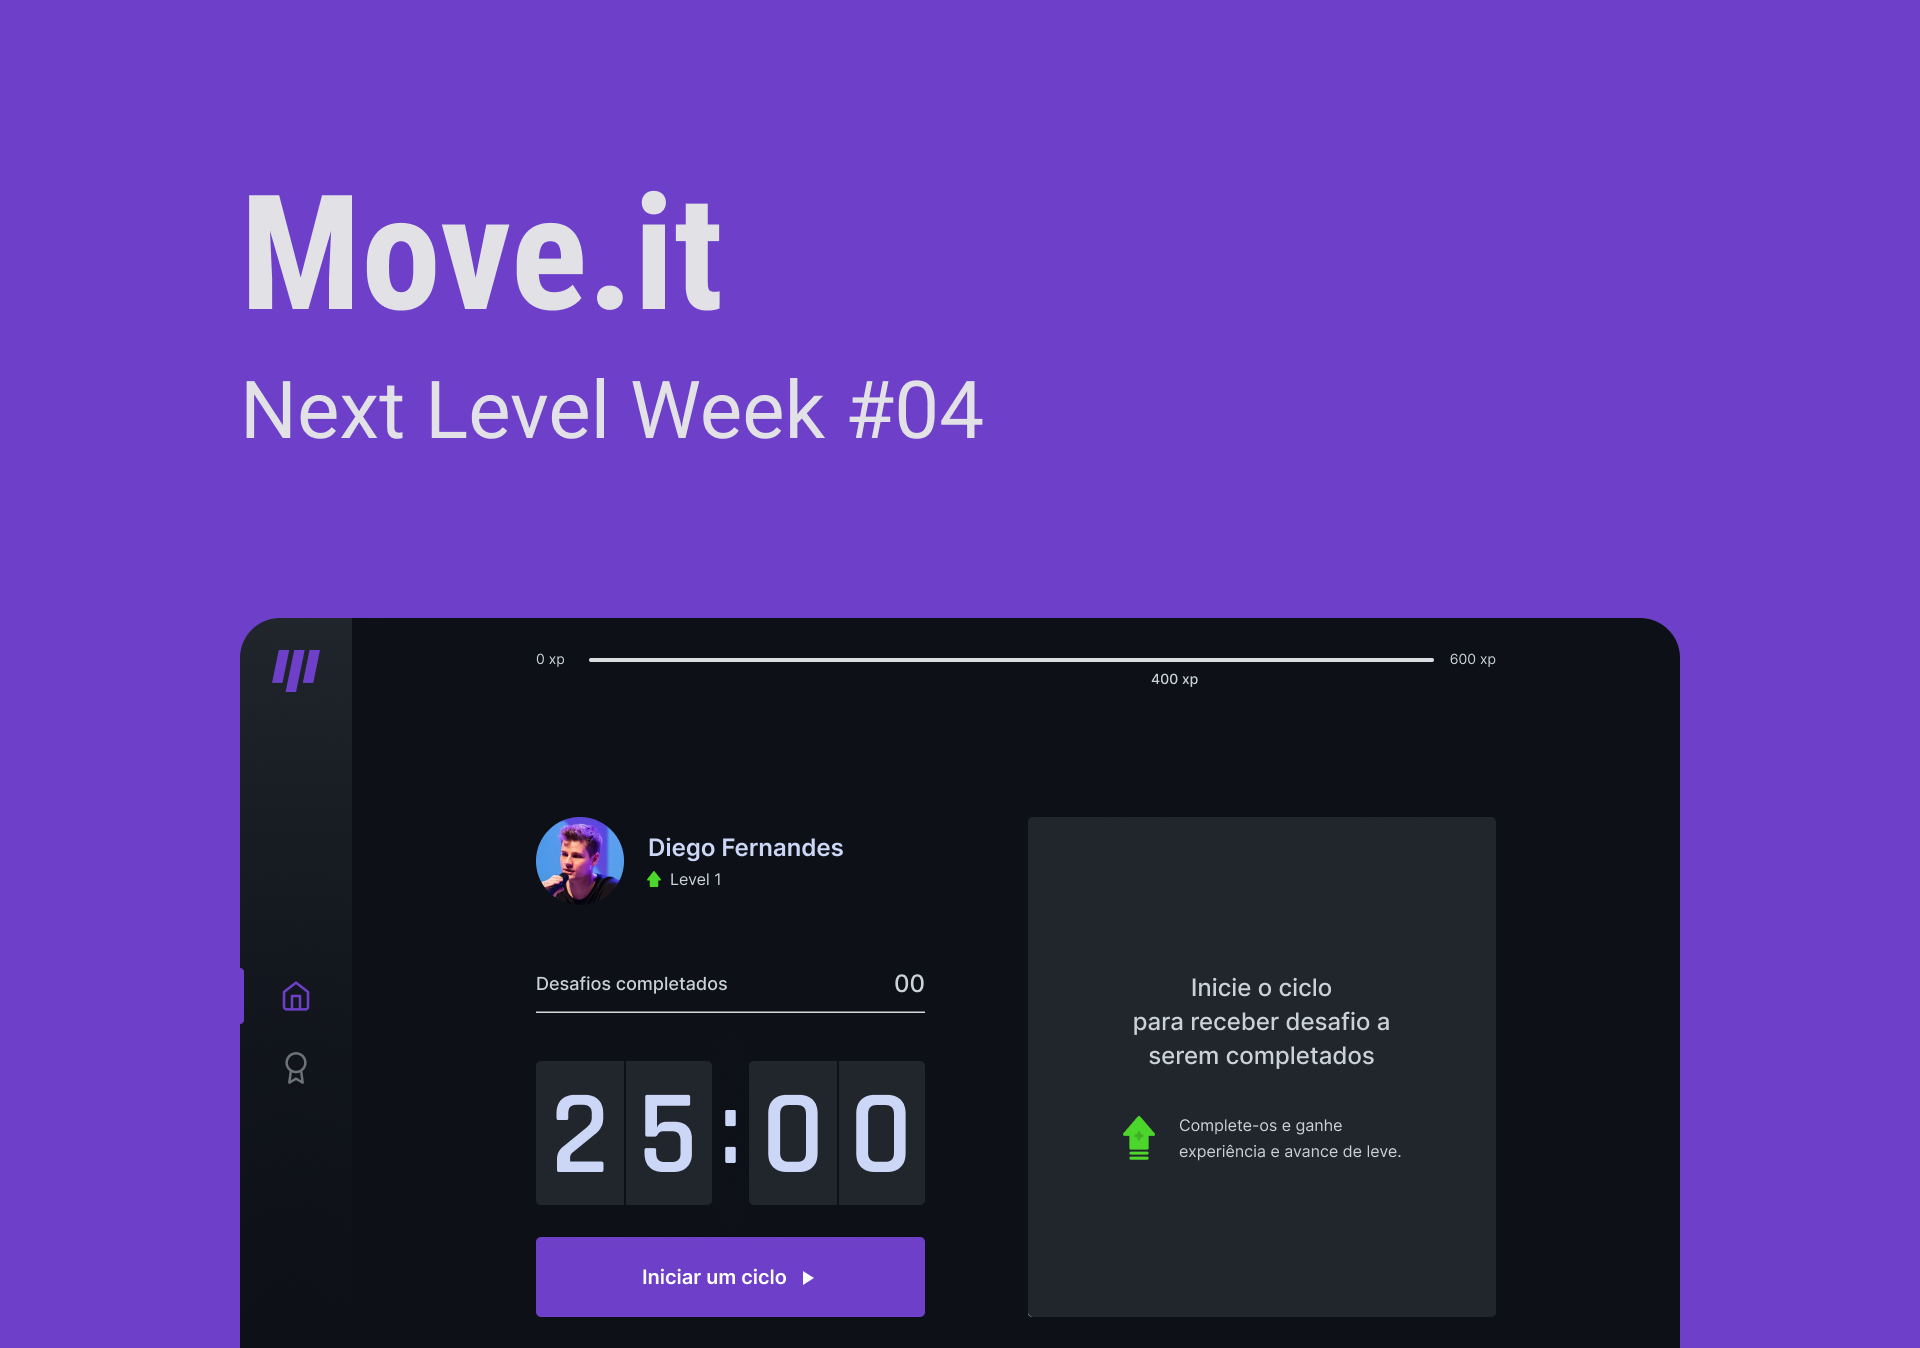 Move.it
Next Level Week #04
0 xp
600 xp
400 xp
Diego Fernandes
Level 1
Desafios completados 00
25:00
Iniciar um ciclo
Inicie o ciclo
para receber desafio a
serem completados
Complete-os e ganhe
experiência e avance de leve.